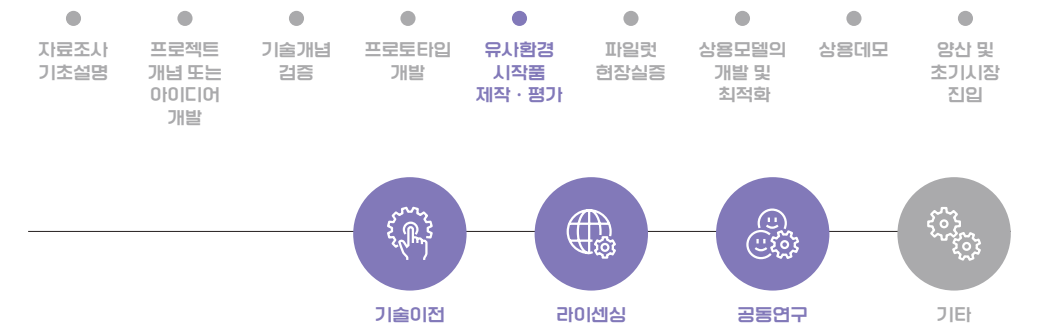 자료조사
기초설명
프로젝트
개념 또는
아이디어
개발
기술개념
검증
프로토타입
개발
유사환경
시작품
제작 · 평가
파일럿
현장실증
상용모델의
개발 및
최적화
상용데모
양산 및
초기시장
진입
기술이전
라이센싱
공동연구
기타